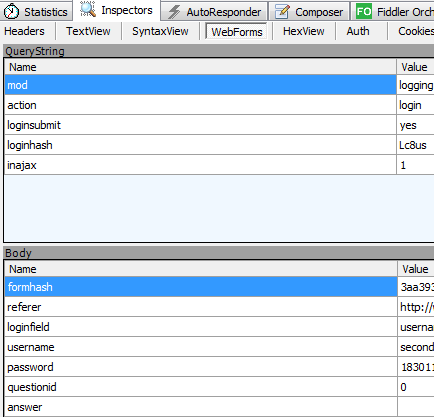 Statistics Inspectors AutoResponder Composer FO Fiddler Orch
Headers TextView SyntaxView WebForms HexView Auth Cookies
QueryString
Name Value
mod logging
action login
loginsubmit yes
loginhash Lc8us
inajax 1
Body
Name Value
formhash 3aa393
referer http://
loginfield userna
username second
password 183011
questionid 0
answer